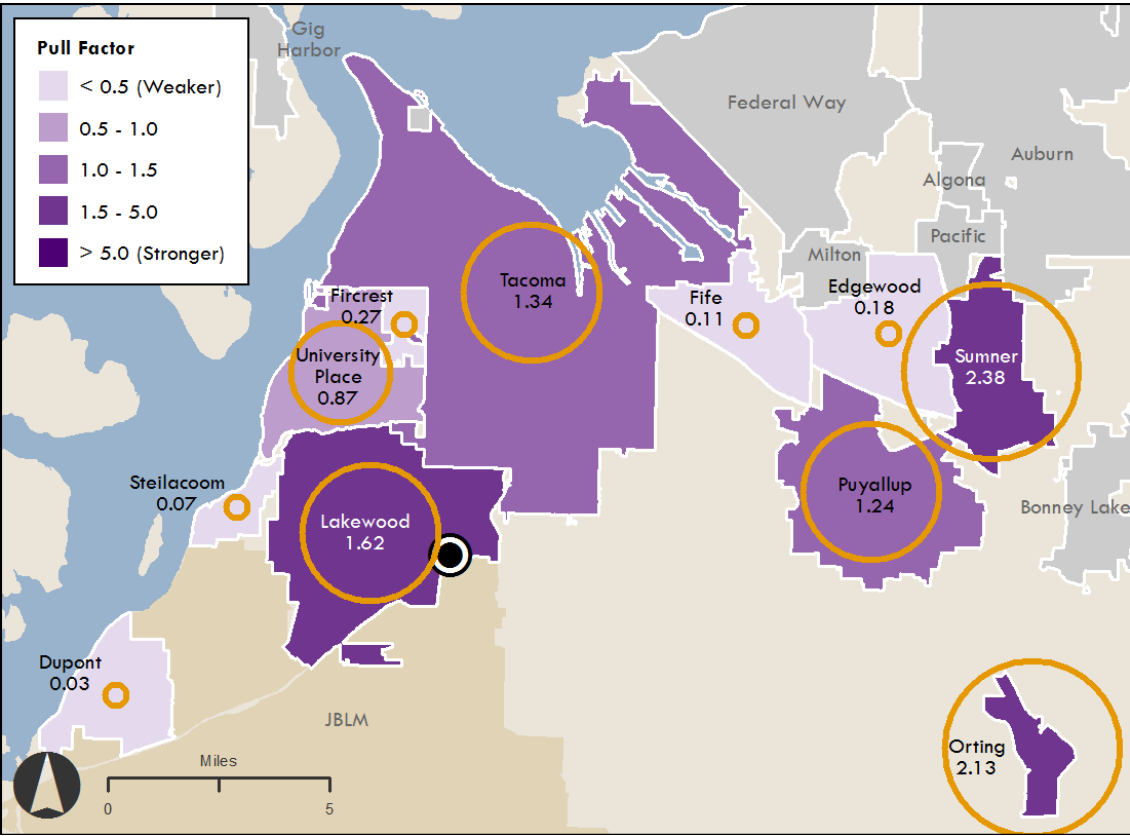 Pull Factor
< 0.5 (Weaker)
0.5 - 1.0
1.0 - 1.5
1.5 - 5.0
> 5.0 (Stronger)
Gig
Harbor
Federal Way
Auburn
Algona
Pacific
Milton
Tacoma
1.34
Fircrest
0.27
Fife
0.11
Edgewood
0.18
University
Place
0.87
Sumner
2.38
Steilacoom
0.07
Lakewood
1.62
Puyallup
1.24
Bonney Lake
Dupont
0.03
JBLM
Orting
2.13
Miles
0 5